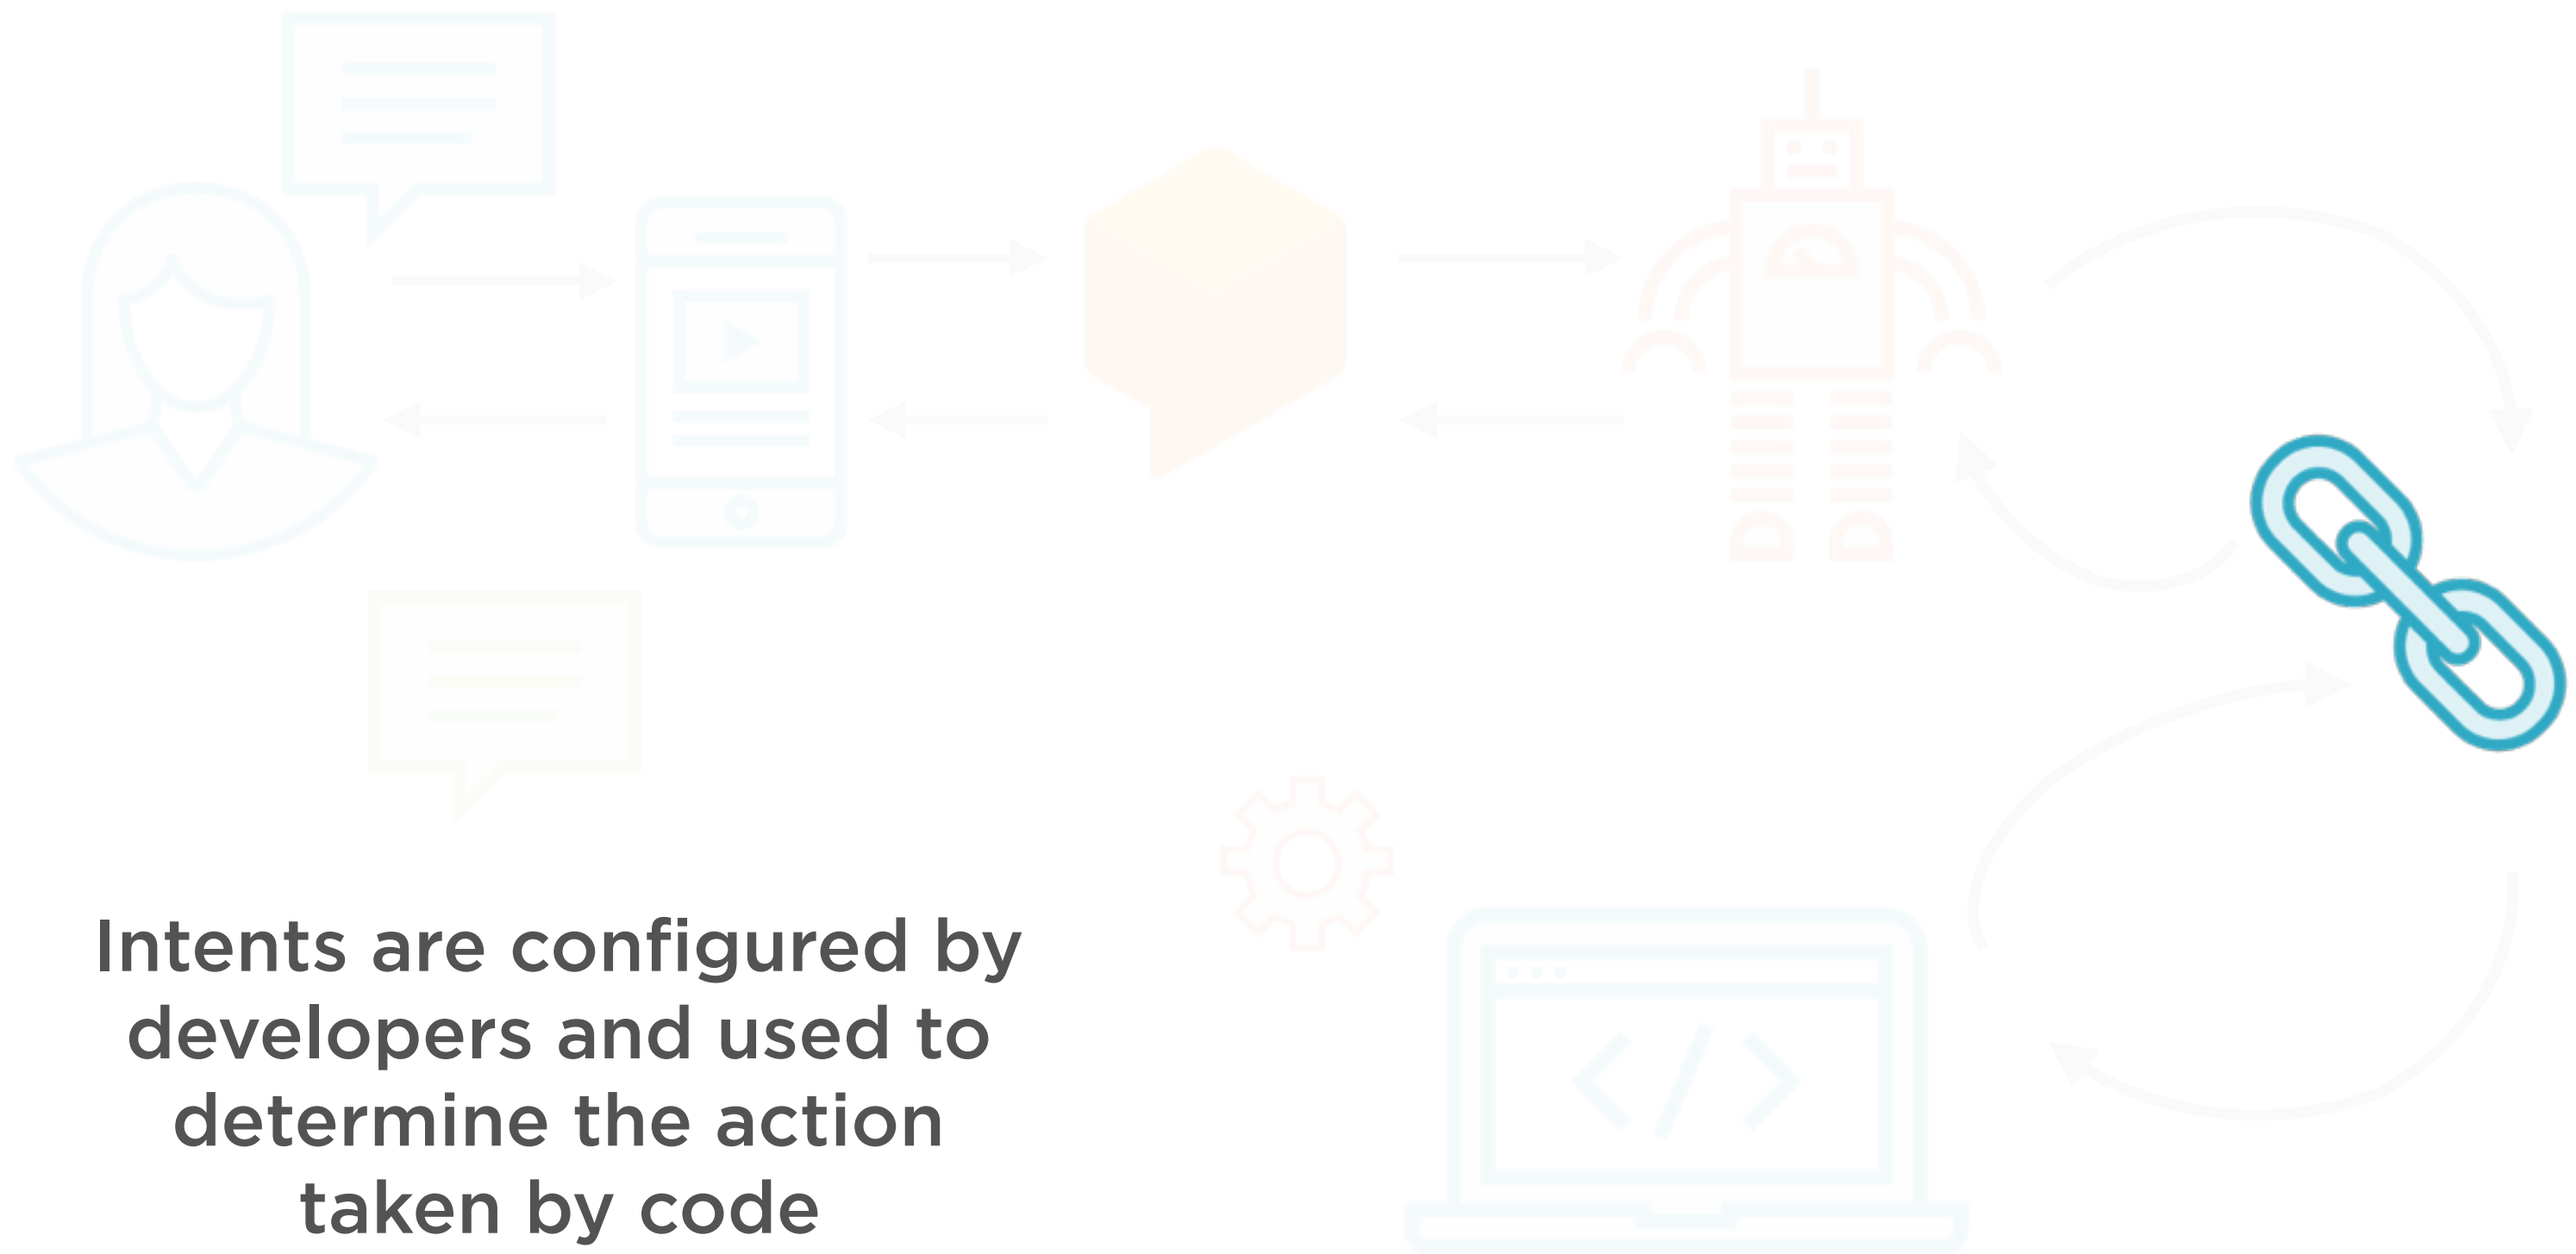 Intents are configured by
developers and used to
determine the action
taken by code